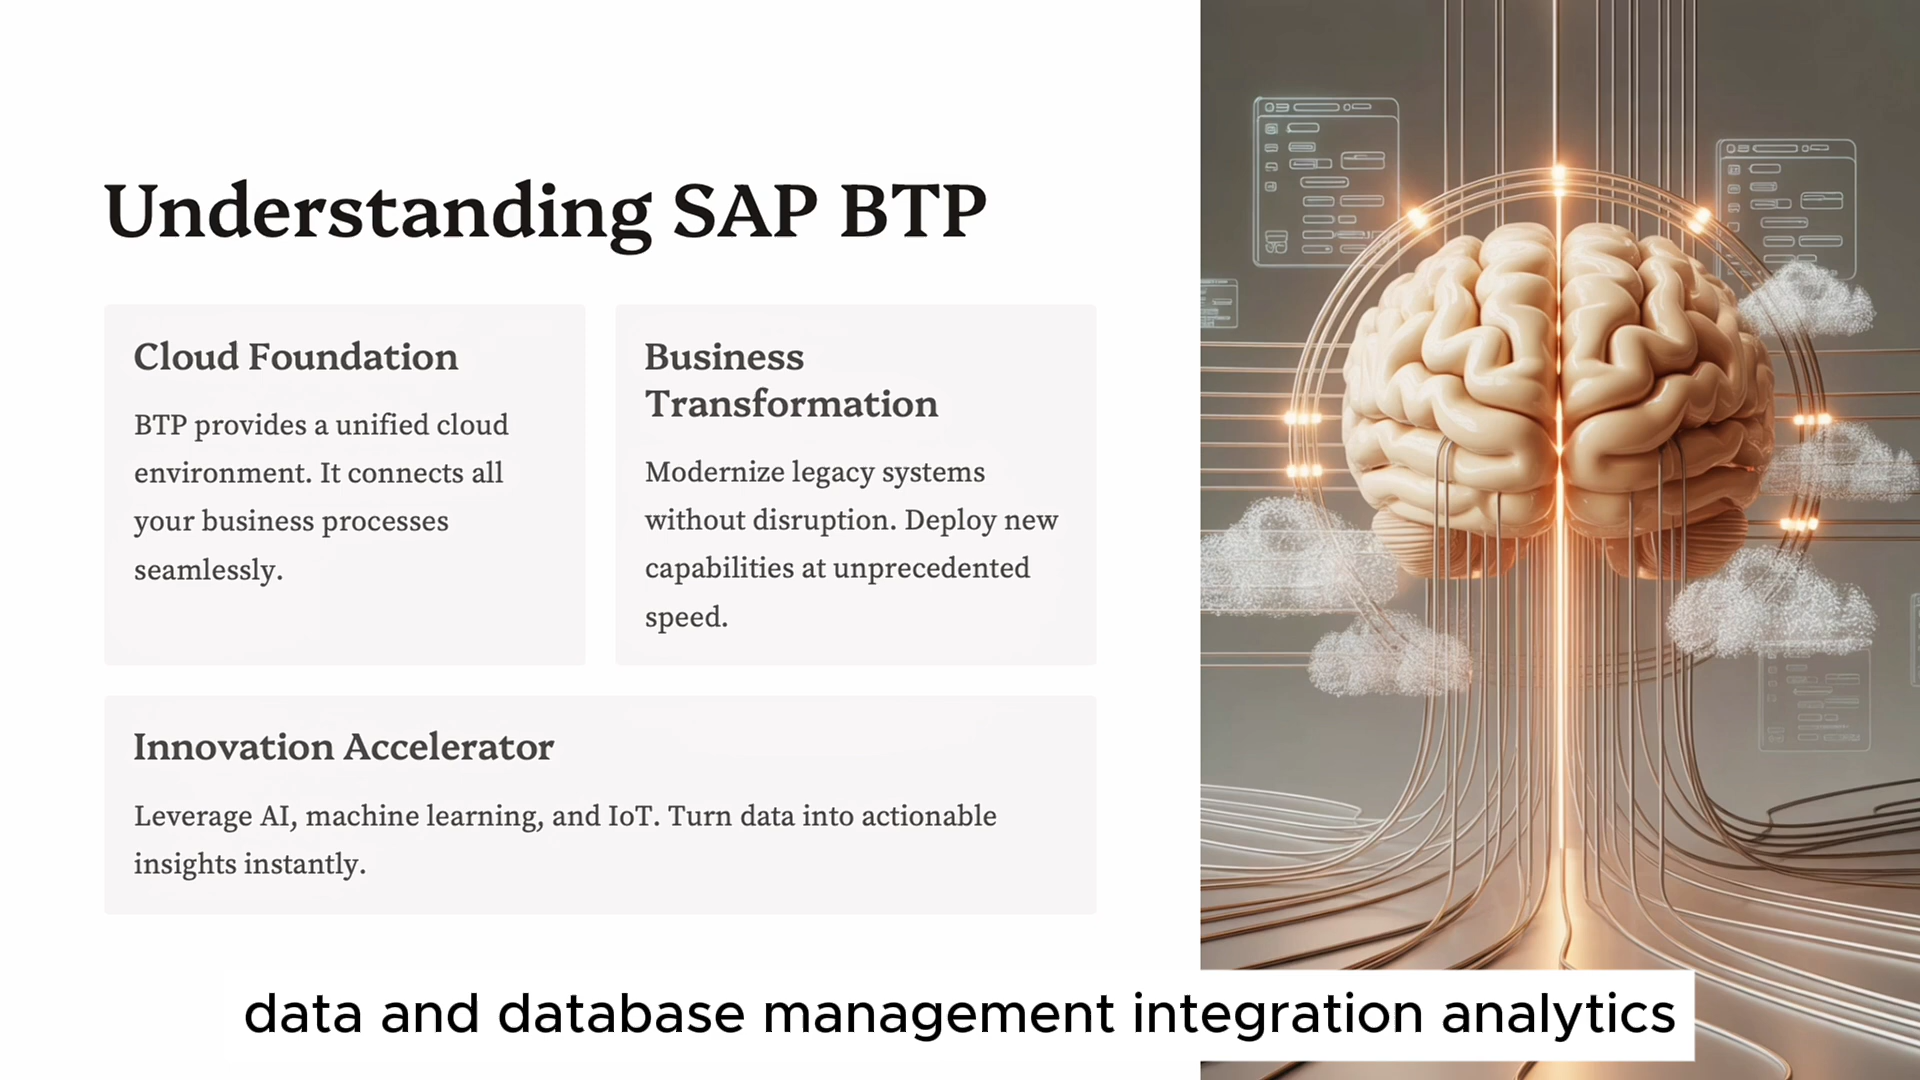 Understanding SAP BTP
Cloud Foundation
BTP provides a unified cloud
environment. It connects all
your business processes
seamlessly.
Business
Transformation
Modernize legacy systems
without disruption. Deploy new
capabilities at unprecedented
speed.
Innovation Accelerator
Leverage AI, machine learning, and IoT. Turn data into actionable
insights instantly.
data and database management integration analytics